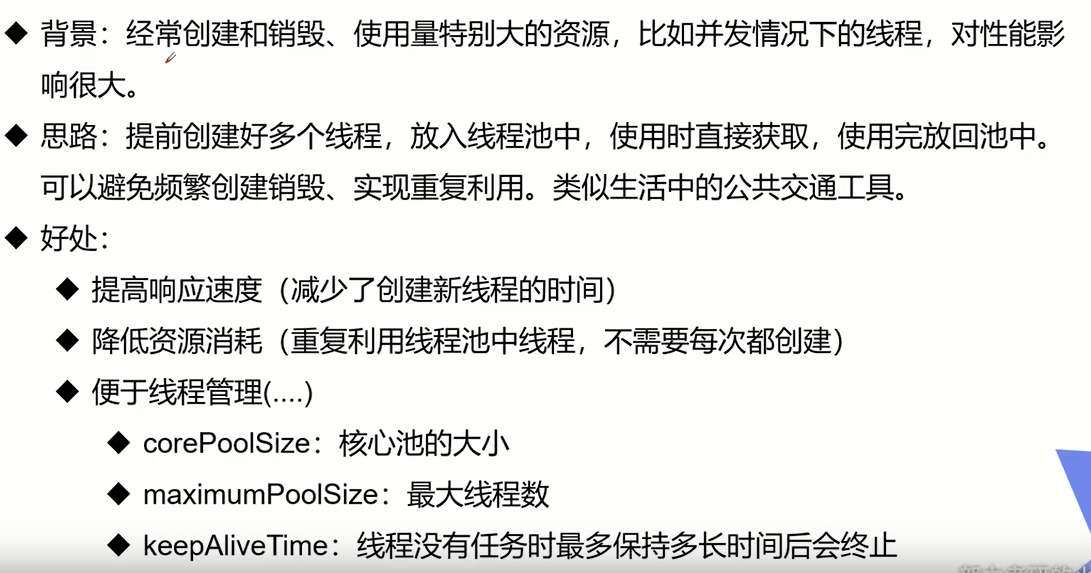 ◆ 背景：经常创建和销毁、使用量特别大的资源，比如并发情况下的线程，对性能影
响很大。
◆ 思路：提前创建好多个线程，放入线程池中，使用时直接获取，使用完放回池中。
可以避免频繁创建销毁、实现重复利用。类似生活中的公共交通工具。
◆ 好处：
◆ 提高响应速度（减少了创建新线程的时间）
◆ 降低资源消耗（重复利用线程池中线程，不需要每次都创建）
◆ 便于线程管理(....)
◆ corePoolSize：核心池的大小
◆ maximumPoolSize：最大线程数
◆ keepAliveTime：线程没有任务时最多保持多长时间后会终止